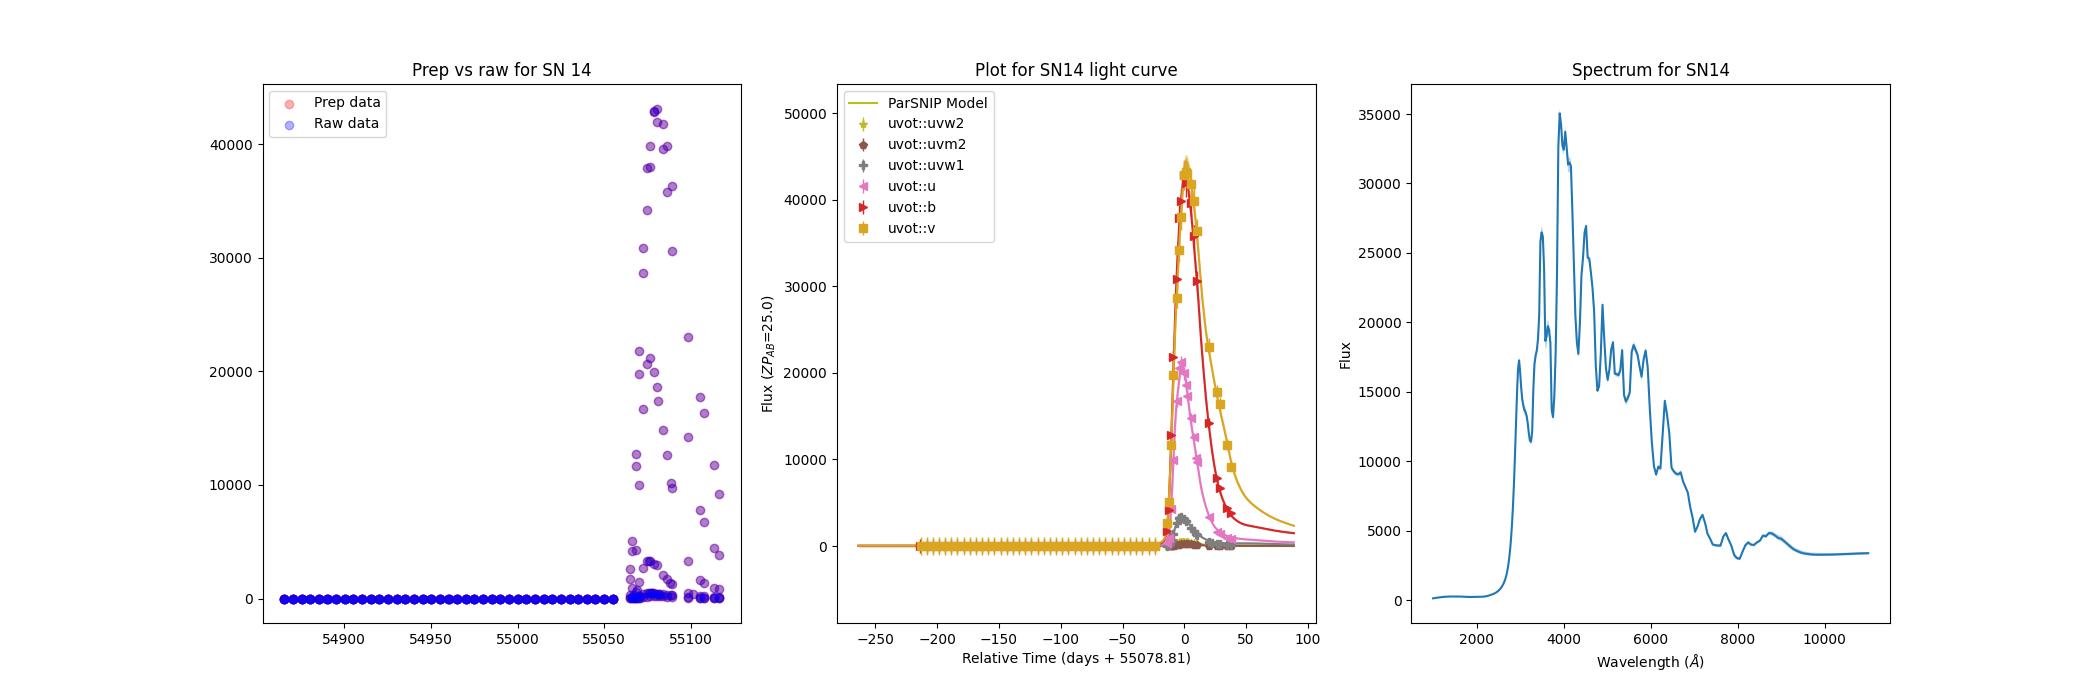 Prep vs raw for SN 14
Prep data
Raw data
40000
30000
20000
10000
0
54900
54950
55000
55050
55100
Plot for SN14 light curve
ParSNIP Model
uvot::uvw2
uvot::uvm2
uvot::uvw1
uvot::u
uvot::b
uvot::v
Flux (ZP_AB=25.0)
50000
40000
30000
20000
10000
0
−250
−200
−150
−100
−50
0
50
100
Relative Time (days + 55078.81)
Spectrum for SN14
Flux
35000
30000
25000
20000
15000
10000
5000
0
2000
4000
6000
8000
10000
Wavelength (Å)